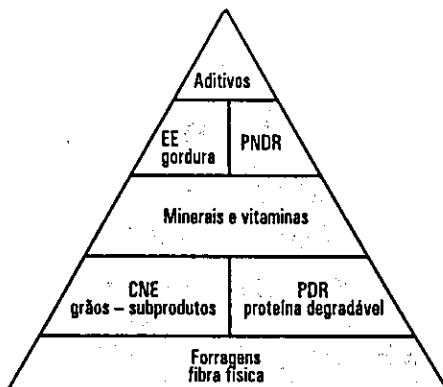 Aditivos
EE
gordura
PNDR
Minerais e vitaminas
CNE
grãos – subprodutos
PDR
proteína degradável
Forragens
fibra física